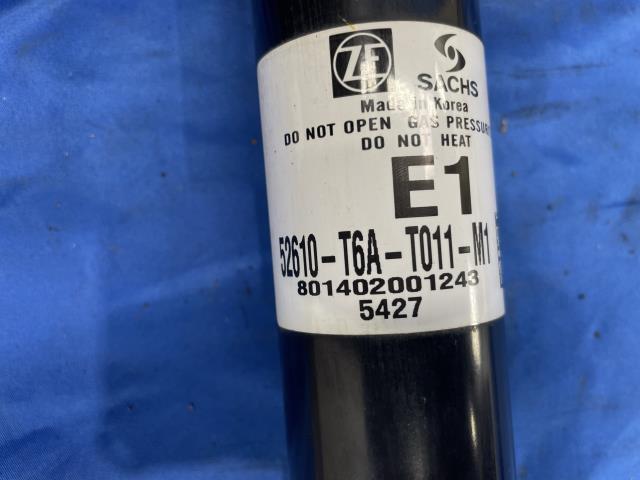 ZF
SACHS
Made in Korea
DO NOT OPEN GAS PRESSUR
DO NOT HEAT
E1
52610-T6A-T011-M1
801402001243
5427